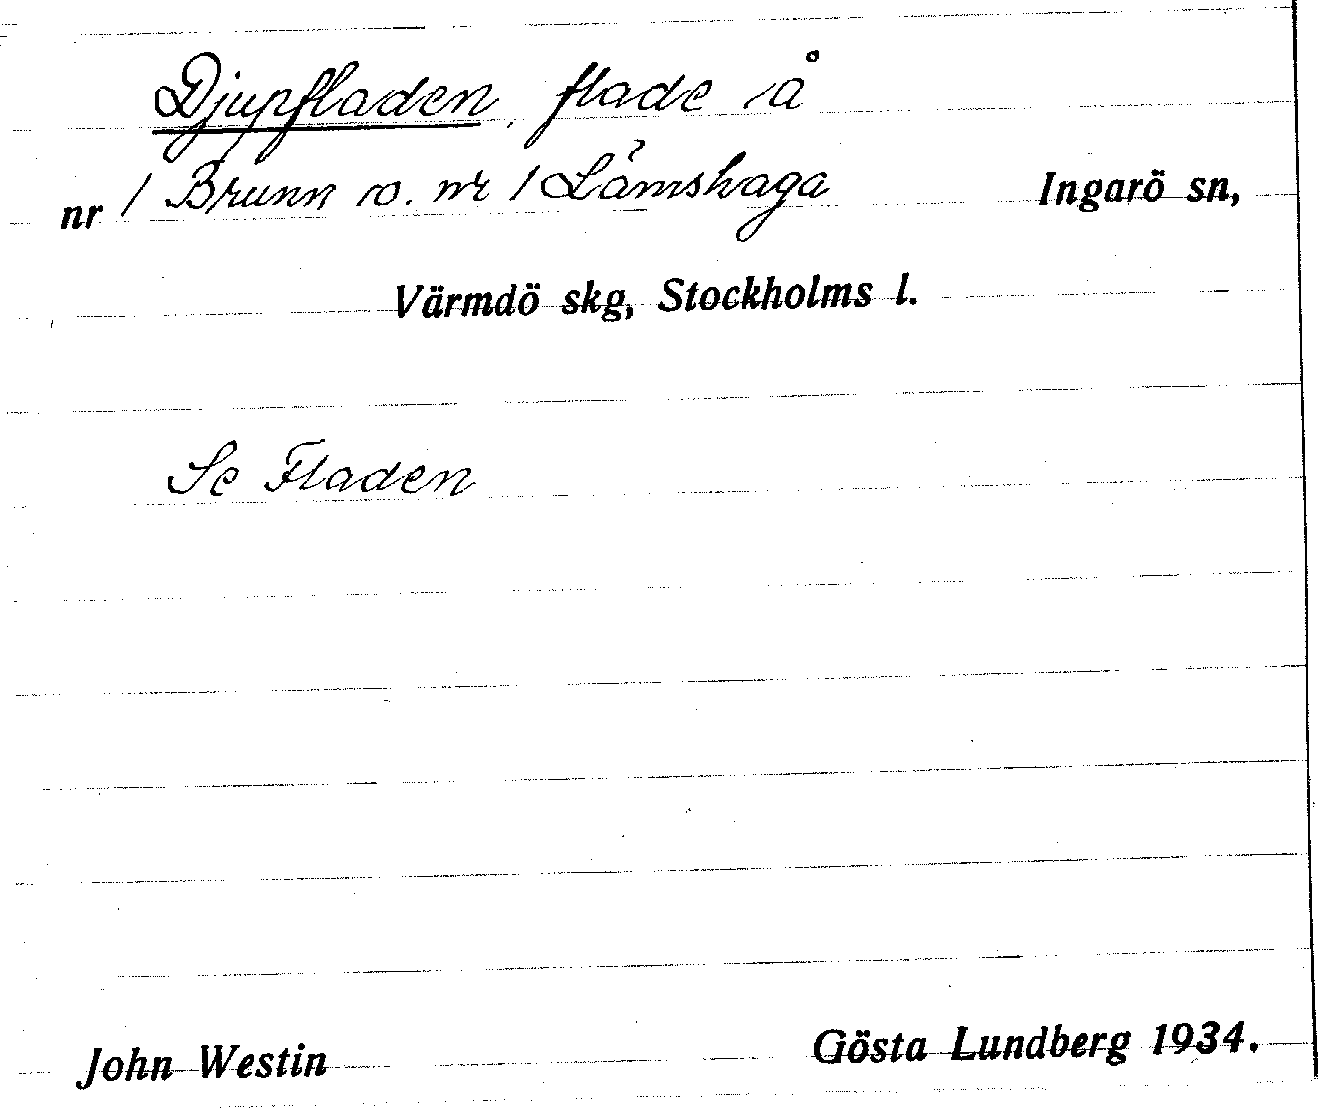 Djupfladen, flade å
nr 1 Brunn o. nr 1 Lämshaga Ingarö sn,
Värmdö skg, Stockholms l.
Se Fladen
John Westin Gösta Lundberg 1934.